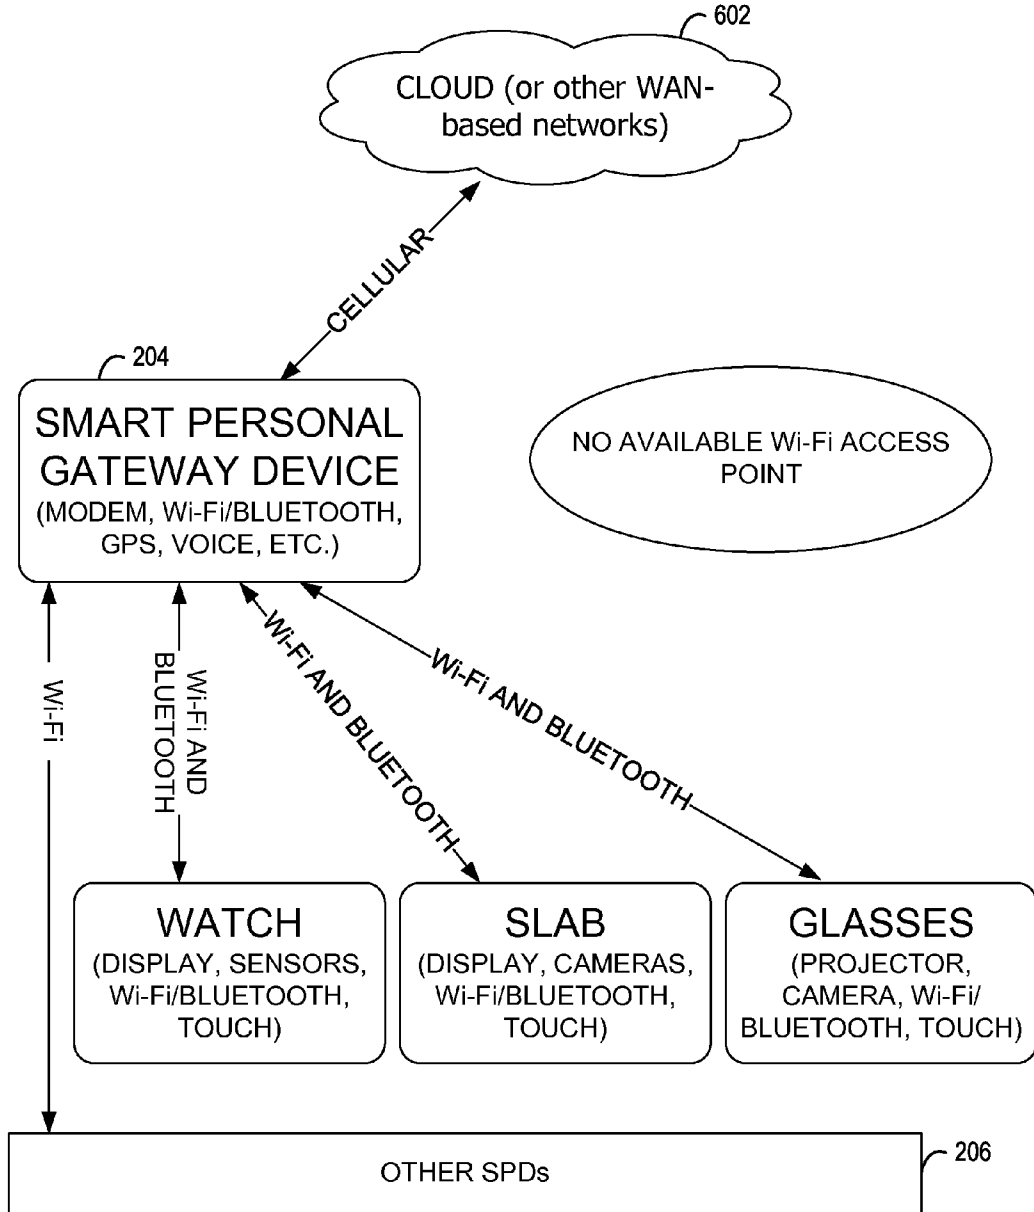 602
CLOUD (or other WAN-
based networks)
CELLULAR
204
SMART PERSONAL
GATEWAY DEVICE
(MODEM, Wi-Fi/BLUETOOTH,
GPS, VOICE, ETC.)
NO AVAILABLE Wi-Fi ACCESS
POINT
Wi-Fi
Wi-Fi AND
BLUETOOTH
Wi-Fi AND BLUETOOTH
Wi-Fi AND BLUETOOTH
WATCH
(DISPLAY, SENSORS,
Wi-Fi/BLUETOOTH,
TOUCH)
SLAB
(DISPLAY, CAMERAS,
Wi-Fi/BLUETOOTH,
TOUCH)
GLASSES
(PROJECTOR,
CAMERA, Wi-Fi/
BLUETOOTH, TOUCH)
OTHER SPDs
206